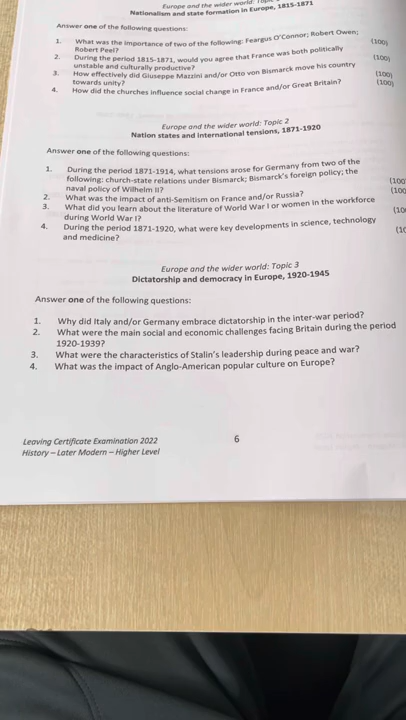 Europe and the wider world: Topic
Nationalism and state formation in Europe, 1815-1871
Answer one of the following questions:
1. What was the importance of two of the following: Feargus O'Connor; Robert Owen;
Robert Peel? (100)
2. During the period 1815-1871, would you agree that France was both politically
unstable and culturally productive? (100)
3. How effectively did Giuseppe Mazzini and/or Otto von Bismarck move his country
towards unity? (100)
4. How did the churches influence social change in France and/or Great Britain? (100)
Europe and the wider world: Topic 2
Nation states and international tensions, 1871-1920
Answer one of the following questions:
1. During the period 1871-1914, what tensions arose for Germany from two of the
following: church-state relations under Bismarck; Bismarck's foreign policy; the
naval policy of Wilhelm II? (100
2. What was the impact of anti-Semitism on France and/or Russia? (100
3. What did you learn about the literature of World War I or women in the workforce
during World War I? (10
4. During the period 1871-1920, what were key developments in science, technology
and medicine? (10
Europe and the wider world: Topic 3
Dictatorship and democracy in Europe, 1920-1945
Answer one of the following questions:
1. Why did Italy and/or Germany embrace dictatorship in the inter-war period?
2. What were the main social and economic challenges facing Britain during the period
1920-1939?
3. What were the characteristics of Stalin's leadership during peace and war?
4. What was the impact of Anglo-American popular culture on Europe?
Leaving Certificate Examination 2022
6
History – Later Modern – Higher Level